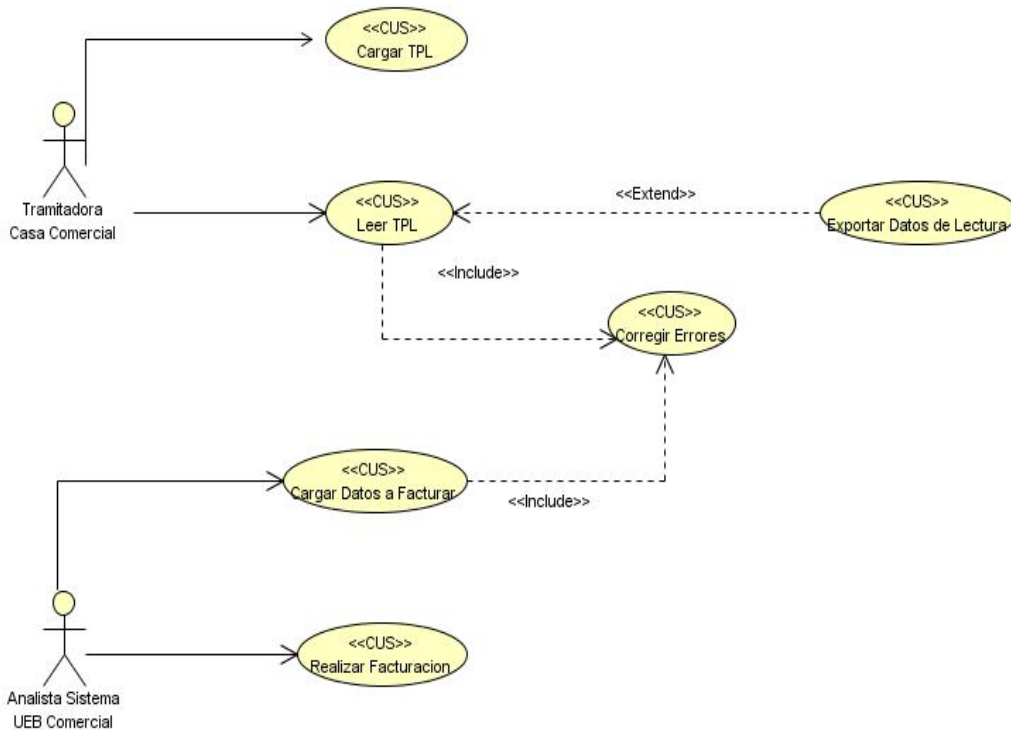 <<CUS>>
Cargar TPL
Tramitadora
Casa Comercial
<<CUS>>
Leer TPL
<<Extend>>
<<CUS>>
Exportar Datos de Lectura
<<Include>>
<<CUS>>
Corregir Errores
<<CUS>>
Cargar Datos a Facturar
<<Include>>
<<CUS>>
Realizar Facturacion
Analista Sistema
UEB Comercial